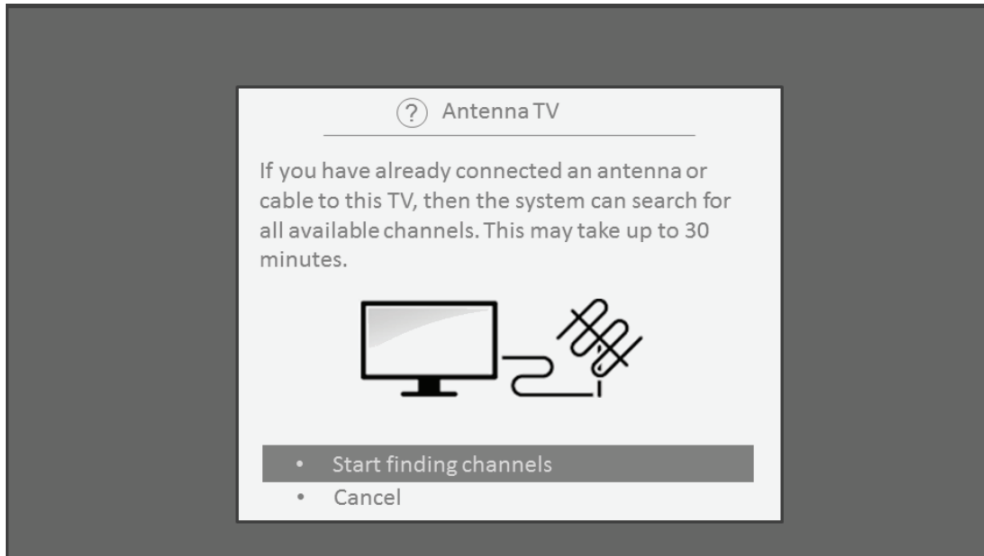 ? Antenna TV
If you have already connected an antenna or
cable to this TV, then the system can search for
all available channels. This may take up to 30
minutes.
• Start finding channels
• Cancel